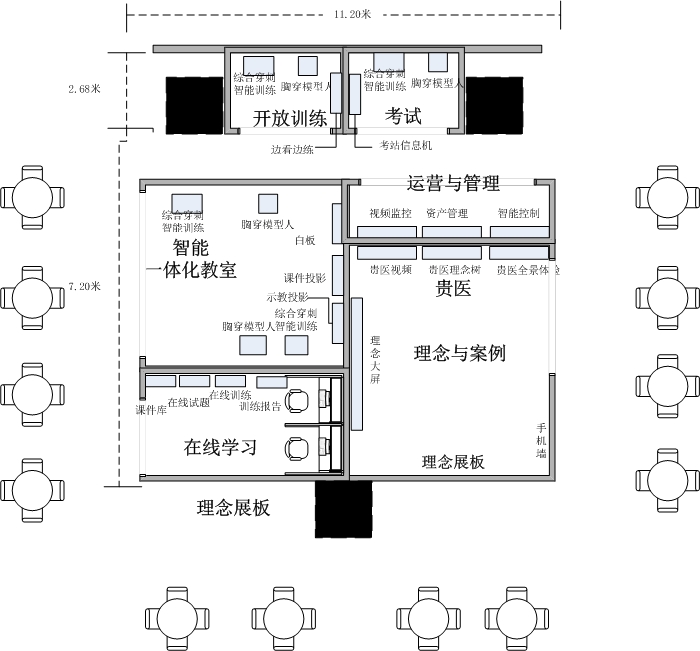 11.20米
2.68米
综合穿刺
智能训练
胸穿模型人
开放训练
边看边练
综合穿刺
智能训练
胸穿模型人
考试
考站信息机
运营与管理
视频监控
资产管理
智能控制
综合穿刺
智能训练
胸穿模型人
白板
智能
一体化教室
课件投影
7.20米
示教投影
综合穿刺
智能训练
胸穿模型人
贵医视频
贵医理念树
贵医全景体验
贵医
理念与案例
理念大屏
手机墙
理念展板
课件库
在线试题
在线训练
训练报告
在线学习
理念展板